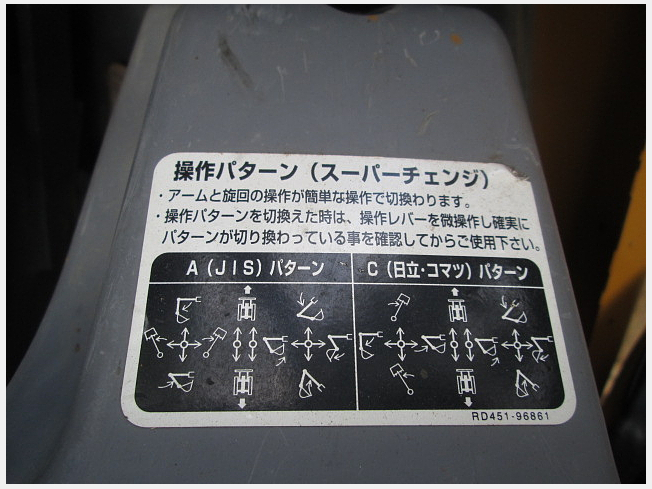 操作パターン(スーパーチェンジ)
・アームと旋回の操作が簡単な操作で切換わります。
・操作パターンを切換えた時は、操作レバーを微操作し確実に
パターンが切り換わっている事を確認してからご使用下さい。
A(JIS)パターン
C(日立・コマツ)パターン
RD451-96861